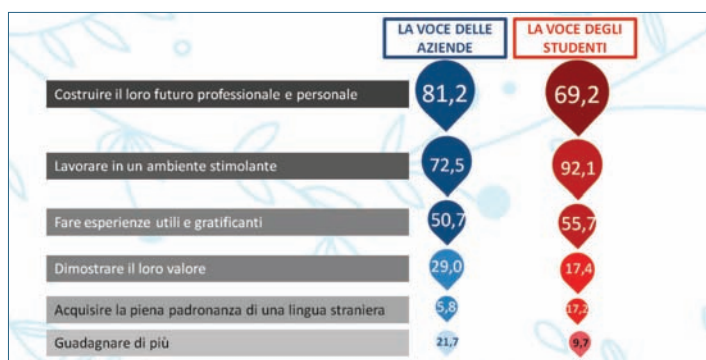 LA VOCE DELLE
AZIENDE
LA VOCE DEGLI
STUDENTI
Costruire il loro futuro professionale e personale
81,2
69,2
Lavorare in un ambiente stimolante
72,5
92,1
Fare esperienze utili e gratificanti
50,7
55,7
Dimostrare il loro valore
29,0
17,4
Acquisire la piena padronanza di una lingua straniera
5,8
17,2
Guadagnare di più
21,7
9,7